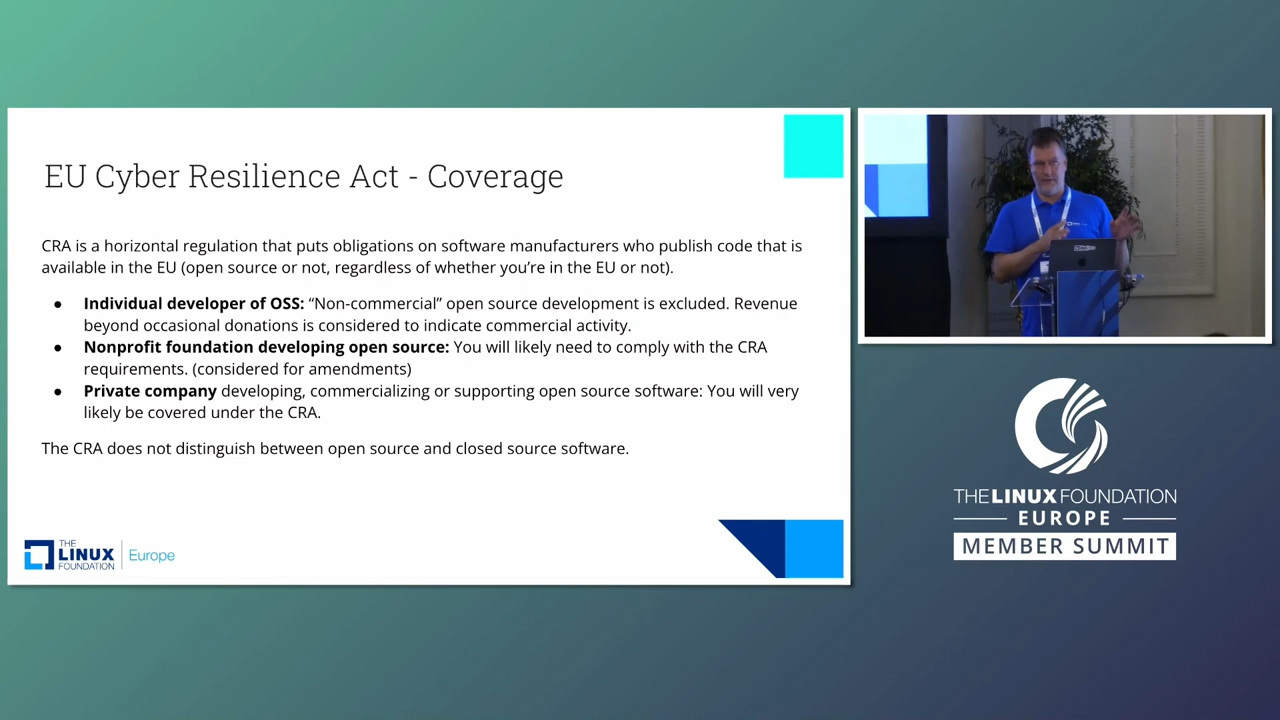 EU Cyber Resilience Act - Coverage
CRA is a horizontal regulation that puts obligations on software manufacturers who publish code that is
available in the EU (open source or not, regardless of whether you’re in the EU or not).
● Individual developer of OSS: “Non-commercial” open source development is excluded. Revenue
beyond occasional donations is considered to indicate commercial activity.
● Nonprofit foundation developing open source: You will likely need to comply with the CRA
requirements. (considered for amendments)
● Private company developing, commercializing or supporting open source software: You will very
likely be covered under the CRA.
The CRA does not distinguish between open source and closed source software.
THE
LINUX
FOUNDATION
Europe
THE LINUX FOUNDATION
EUROPE
MEMBER SUMMIT